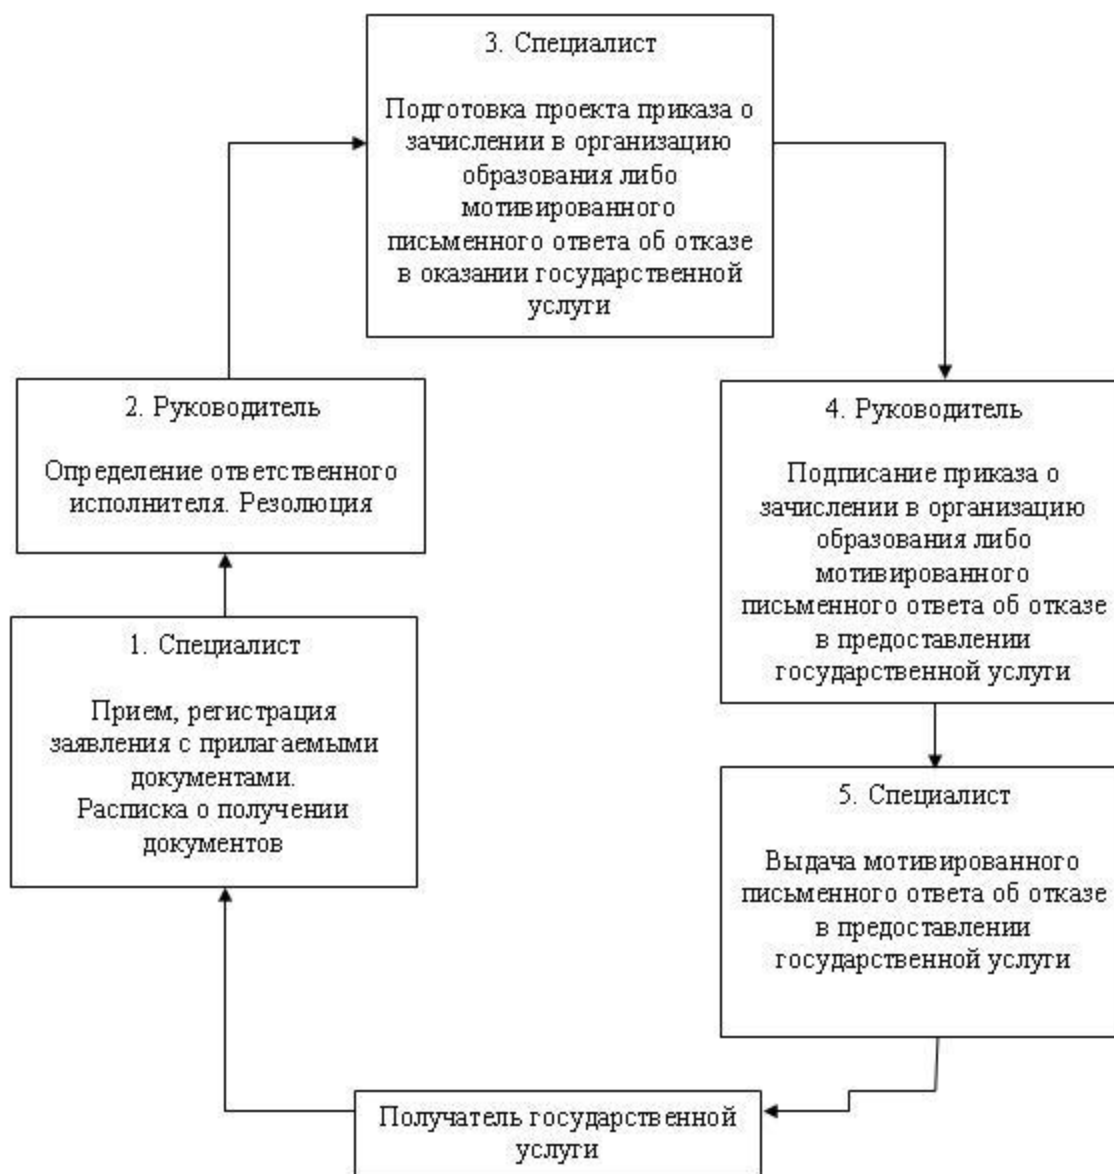 3. Специалист
Подготовка проекта приказа о
зачислении в организацию
образования либо
мотивированного
письменного ответа об отказе
в оказании государственной
услуги
2. Руководитель
Определение ответственного
исполнителя. Резолюция
4. Руководитель
Подписание приказа о
зачислении в организацию
образования либо
мотивированного
письменного ответа об отказе
в предоставлении
государственной услуги
1. Специалист
Прием, регистрация
заявления с прилагаемыми
документами.
Расписка о получении
документов
5. Специалист
Выдача мотивированного
письменного ответа об отказе
в предоставлении
государственной услуги
Получатель государственной
услуги